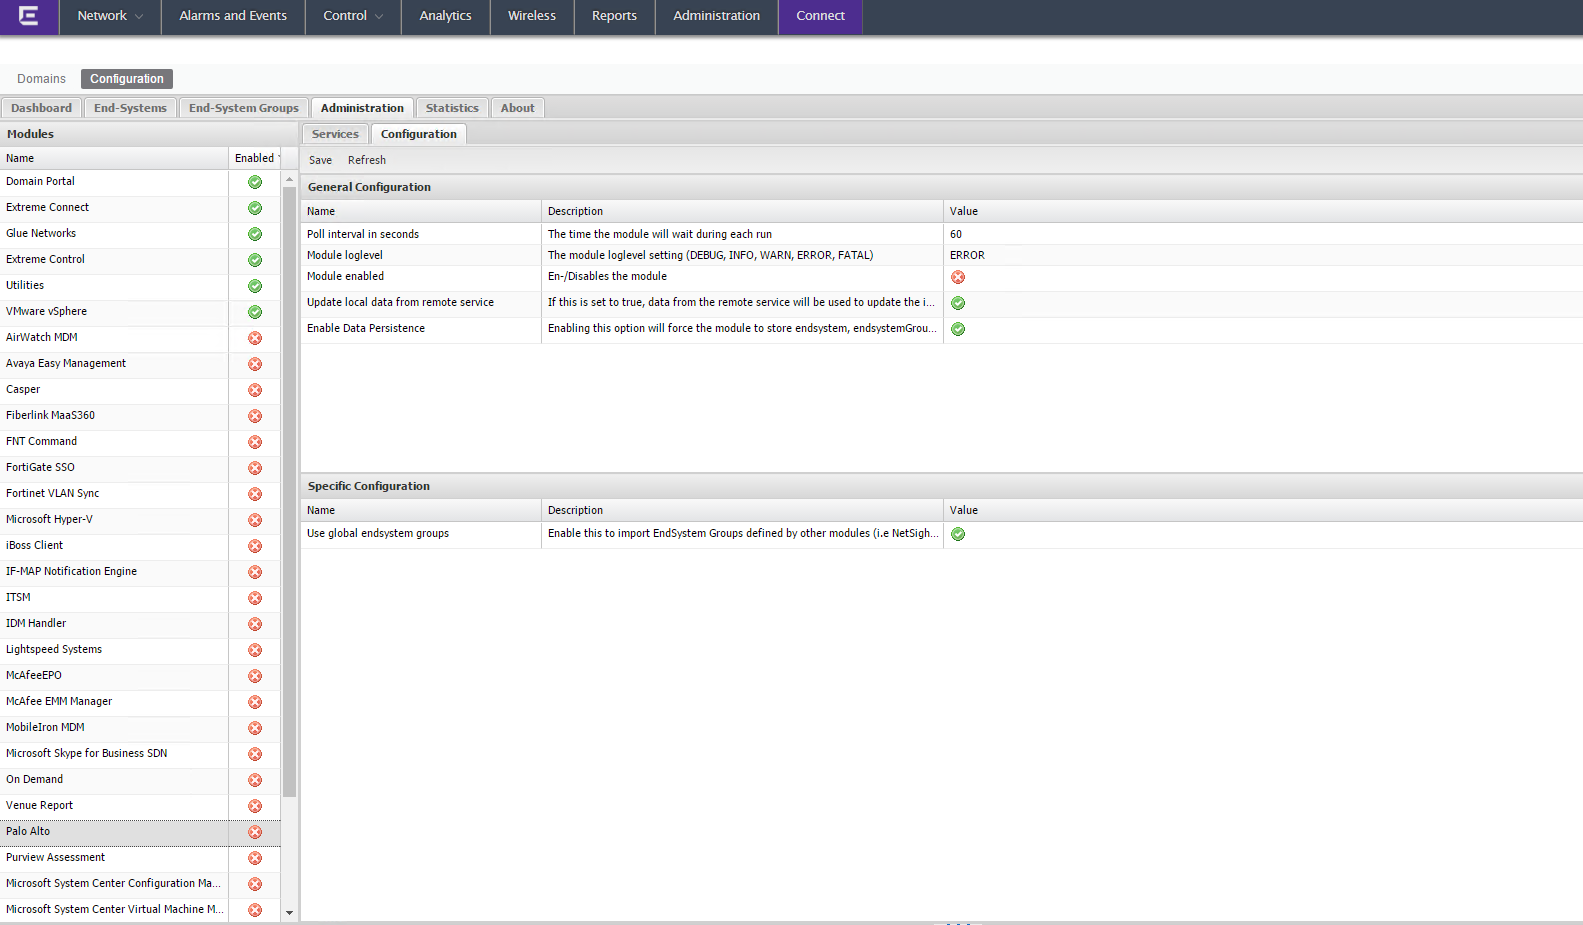 Network Alarms and Events Control Analytics Wireless Reports Administration Connect
Domains Configuration
Dashboard End-Systems End-System Groups Administration Statistics About
Modules
Name Enabled
Domain Portal
Extreme Connect
Glue Networks
Extreme Control
Utilities
VMware vSphere
AirWatch MDM
Avaya Easy Management
Casper
Fiberlink MaaS360
FNT Command
FortiGate SSO
Fortinet VLAN Sync
Microsoft Hyper-V
iBoss Client
IF-MAP Notification Engine
ITSM
IDM Handler
Lightspeed Systems
McAfeeEPO
McAfee EMM Manager
MobileIron MDM
Microsoft Skype for Business SDN
On Demand
Venue Report
Palo Alto
Purview Assessment
Microsoft System Center Configuration Ma...
Microsoft System Center Virtual Machine M...
Services Configuration
Save Refresh
General Configuration
Name Description Value
Poll interval in seconds The time the module will wait during each run 60
Module loglevel The module loglevel setting (DEBUG, INFO, WARN, ERROR, FATAL) ERROR
Module enabled En-/Disables the module
Update local data from remote service If this is set to true, data from the remote service will be used to update the i...
Enable Data Persistence Enabling this option will force the module to store endsystem, endsystemGrou...
Specific Configuration
Name Description Value
Use global endsystem groups Enable this to import EndSystem Groups defined by other modules (i.e NetSigh...